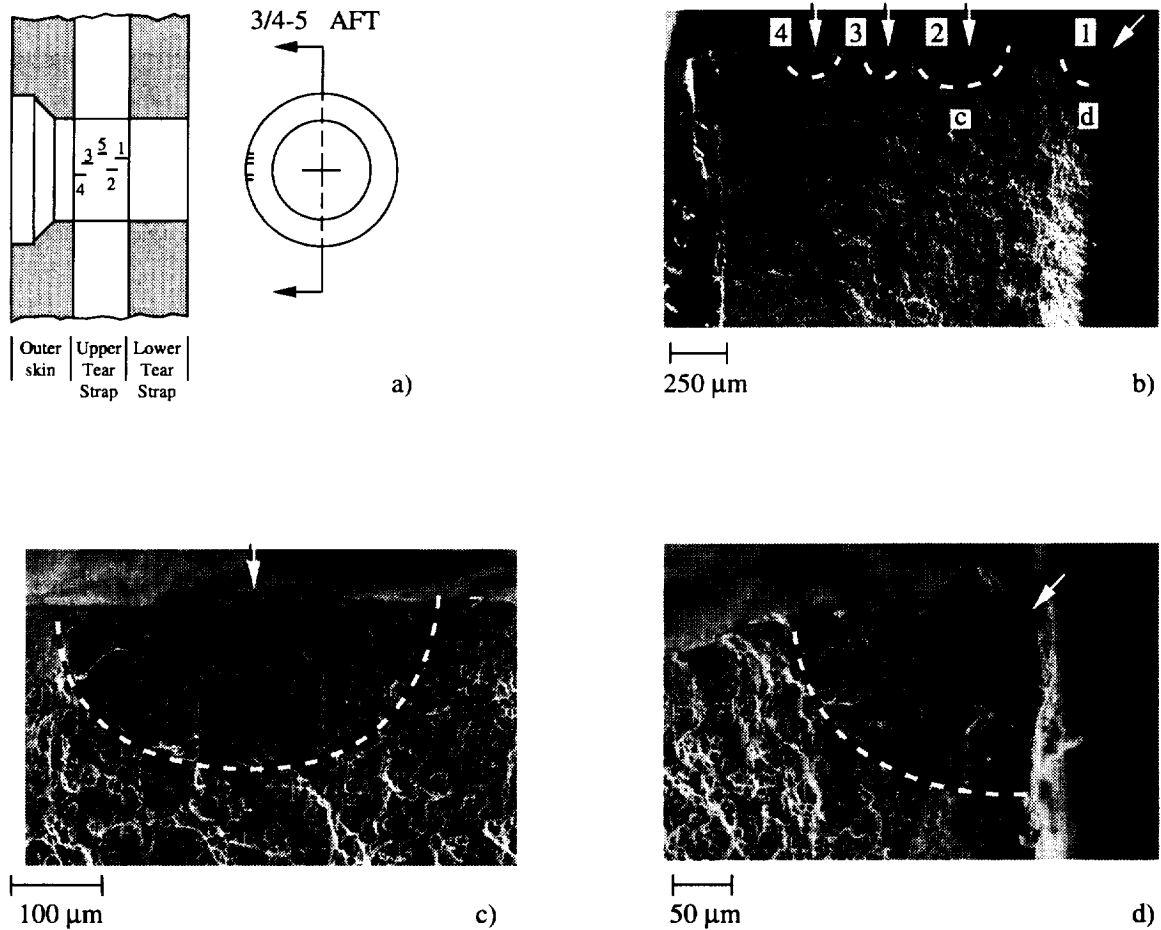 3/4-5 AFT
3 5 1
4 2
Outer skin
Upper Tear Strap
Lower Tear Strap
a)
4 3 2 1
c d
250 µm
b)
100 µm
c)
50 µm
d)